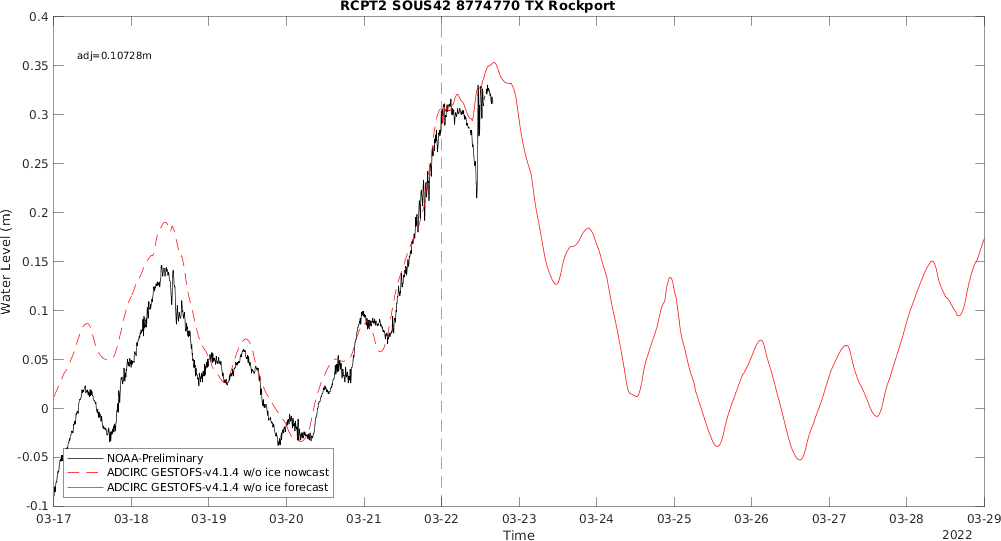 RCPT2 SOUS42 8774770 TX Rockport
adj=0.10728m
Water Level (m)
0.4
0.35
0.3
0.25
0.2
0.15
0.1
0.05
0
-0.05
-0.1
NOAA-Preliminary
ADCIRC GESTOFS-v4.1.4 w/o ice nowcast
ADCIRC GESTOFS-v4.1.4 w/o ice forecast
03-17 03-18 03-19 03-20 03-21 03-22 03-23 03-24 03-25 03-26 03-27 03-28 03-29
Time
2022